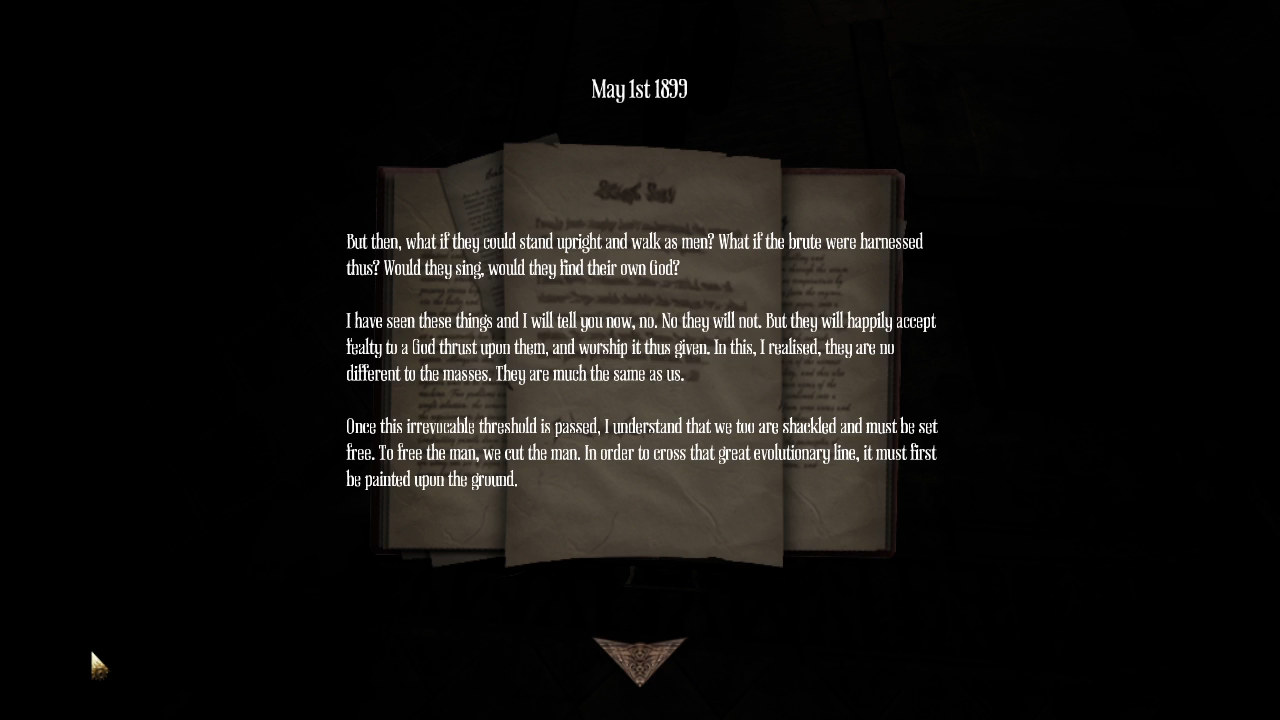 May 1st 1899
But then, what if they could stand upright and walk as men? What if the brute were harnessed
thus? Would they sing, would they find their own God?
I have seen these things and I will tell you now, no. No they will not. But they will happily accept
fealty to a God thrust upon them, and worship it thus given. In this, I realised, they are no
different to the masses. They are much the same as us.
Once this irrevocable threshold is passed, I understand that we too are shackled and must be set
free. To free the man, we cut the man. In order to cross that great evolutionary line, it must first
be painted upon the ground.